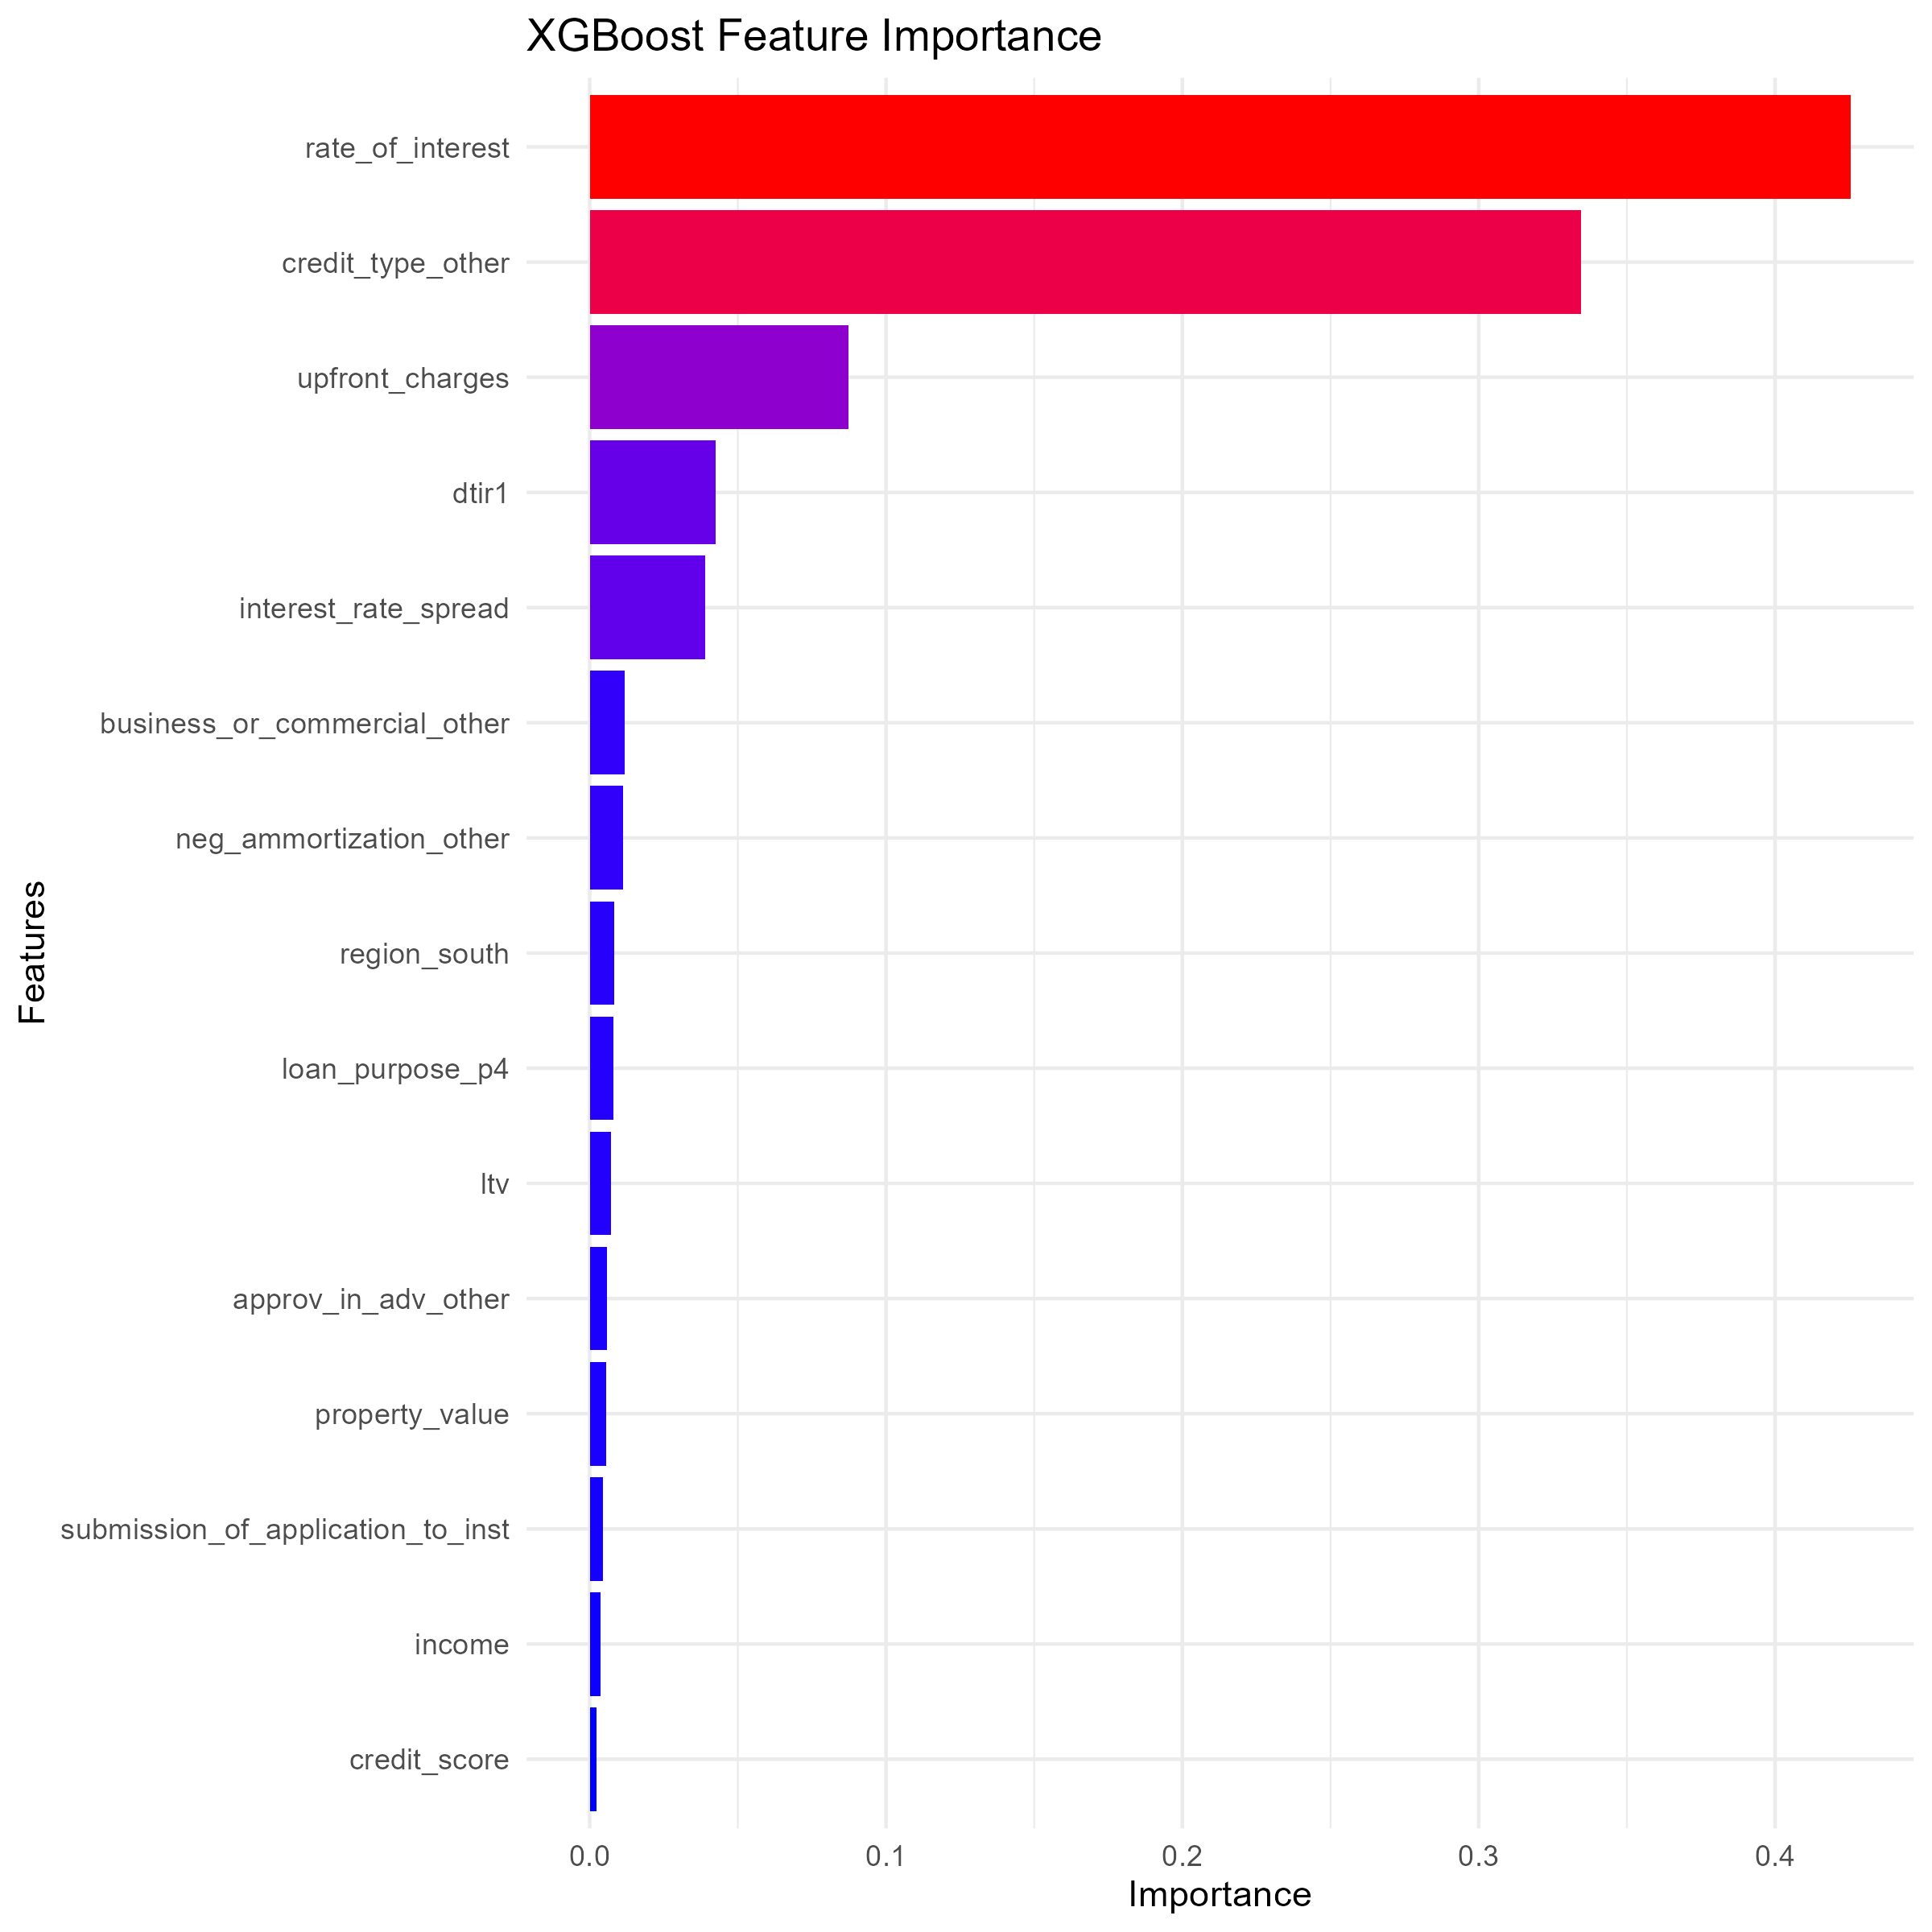 XGBoost Feature Importance
rate_of_interest
credit_type_other
upfront_charges
dtir1
interest_rate_spread
business_or_commercial_other
neg_ammortization_other
region_south
loan_purpose_p4
ltv
approv_in_adv_other
property_value
submission_of_application_to_inst
income
credit_score
Features
0.0 0.1 0.2 0.3 0.4
Importance